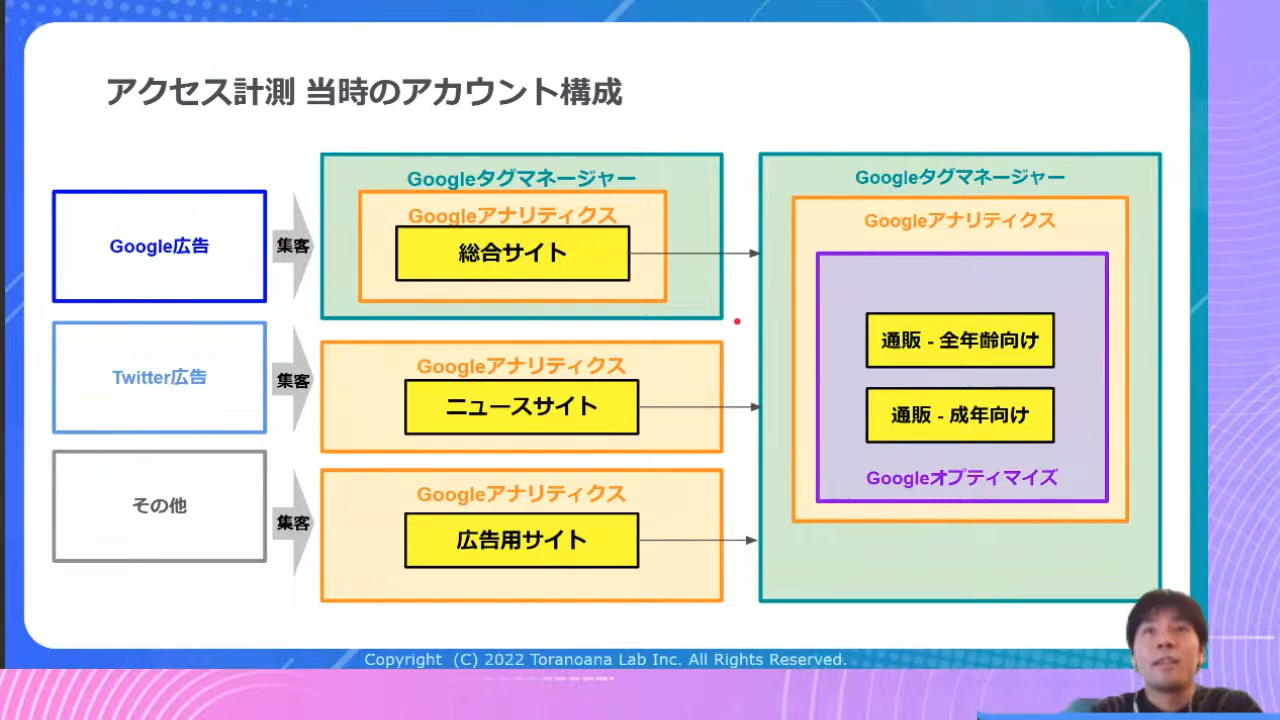 アクセス計測 当時のアカウント構成
Google広告
集客
Googleタグマネージャー
Googleアナリティクス
総合サイト
Twitter広告
集客
Googleアナリティクス
ニュースサイト
その他
集客
Googleアナリティクス
広告用サイト
Googleタグマネージャー
Googleアナリティクス
通販 - 全年齢向け
通販 - 成年向け
Googleオプティマイズ
Copyright (C) 2022 Toranoana Lab Inc. All Rights Reserved.